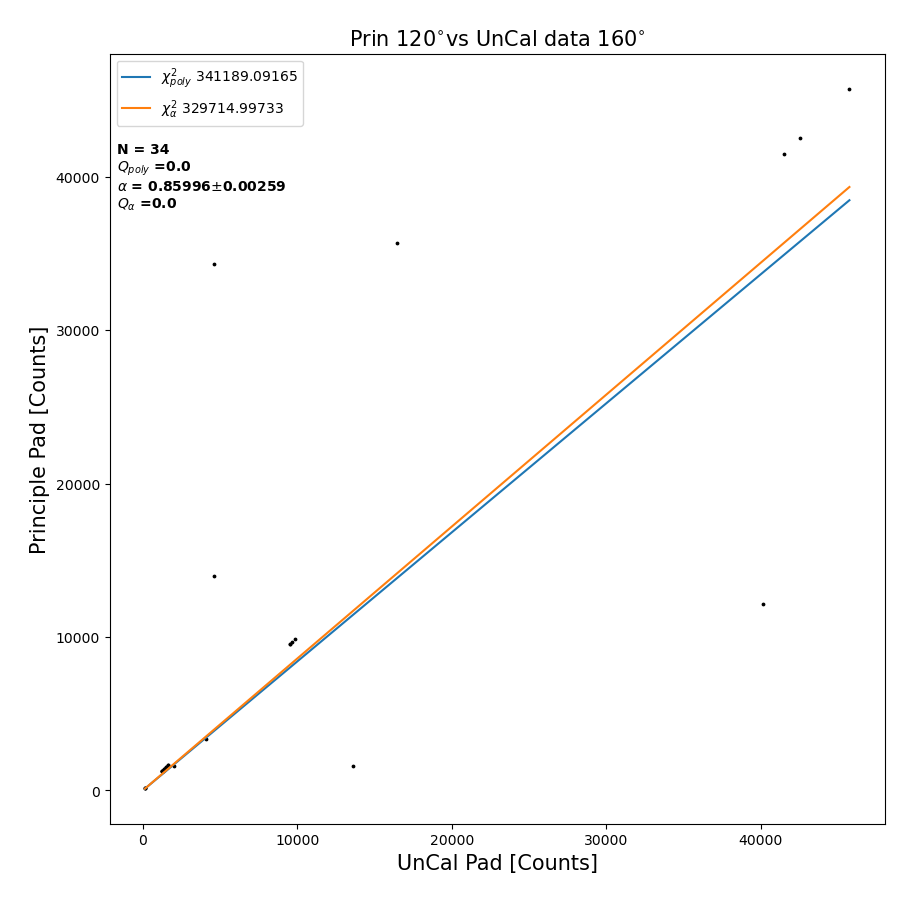 Prin 120°vs UnCal data 160°
χ²poly 341189.09165
χ²α 329714.99733
N = 34
Qpoly =0.0
α = 0.85996±0.00259
Qα =0.0
40000
30000
20000
10000
0
Principle Pad [Counts]
0 10000 20000 30000 40000
UnCal Pad [Counts]